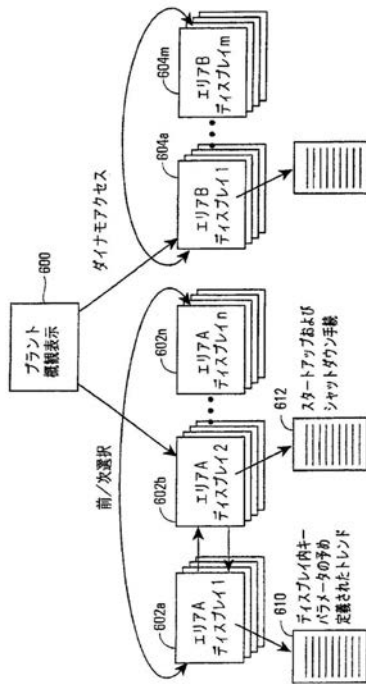 プラント
概観表示
600
前/次選択
ダイナモアクセス
602a
エリアA
ディスプレイ1
602b
エリアA
ディスプレイ2
602n
エリアA
ディスプレイn
604a
エリアB
ディスプレイ1
604m
エリアB
ディスプレイm
610
ディスプレイ内キー
パラメータの予め
定義されたトレンド
612
スタートアップおよび
シャットダウン手続